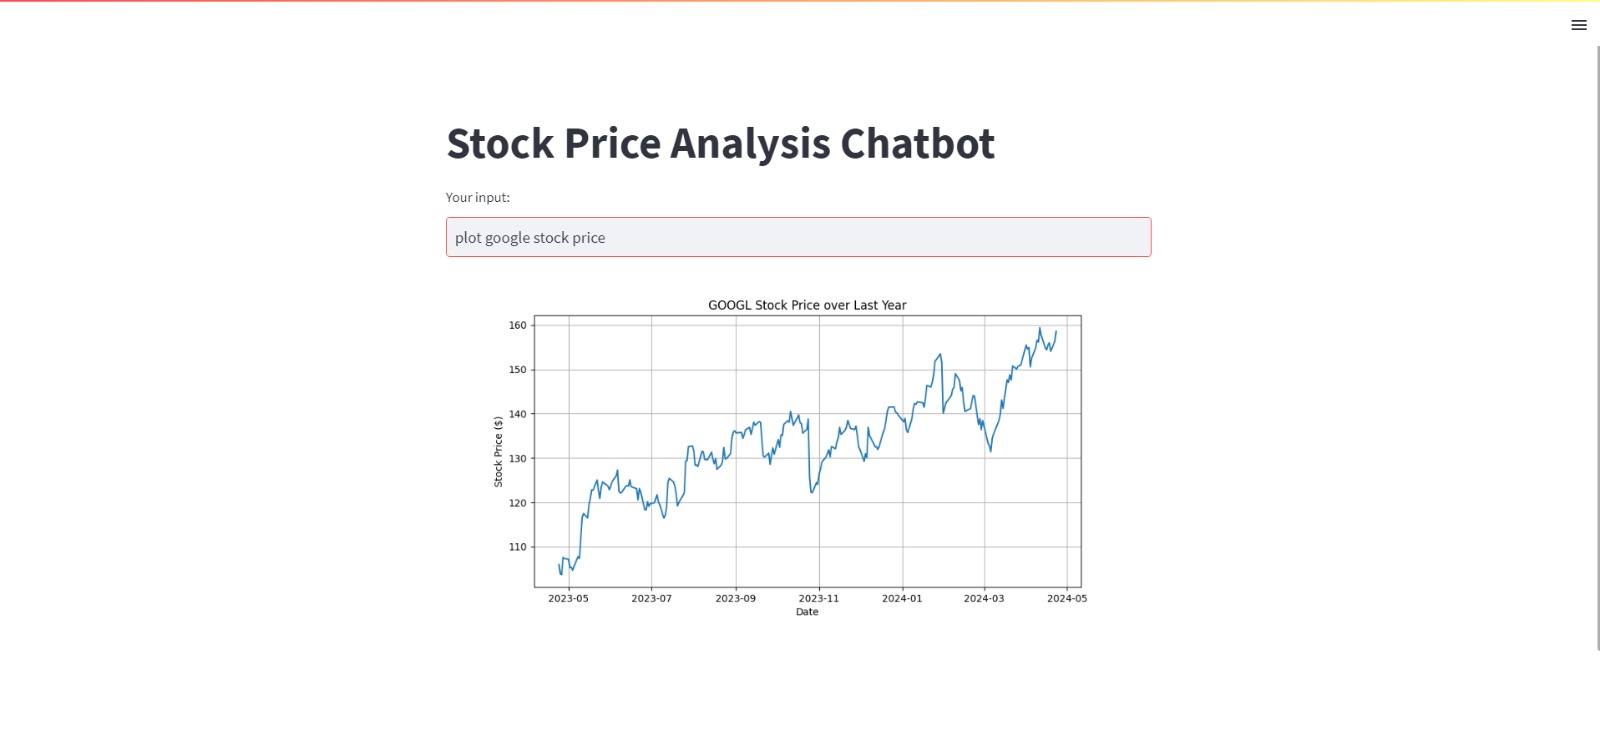 Stock Price Analysis Chatbot
Your input:
plot google stock price
GOOGL Stock Price over Last Year
Stock Price ($)
160
150
140
130
120
110
2023-05 2023-07 2023-09 2023-11 2024-01 2024-03 2024-05
Date